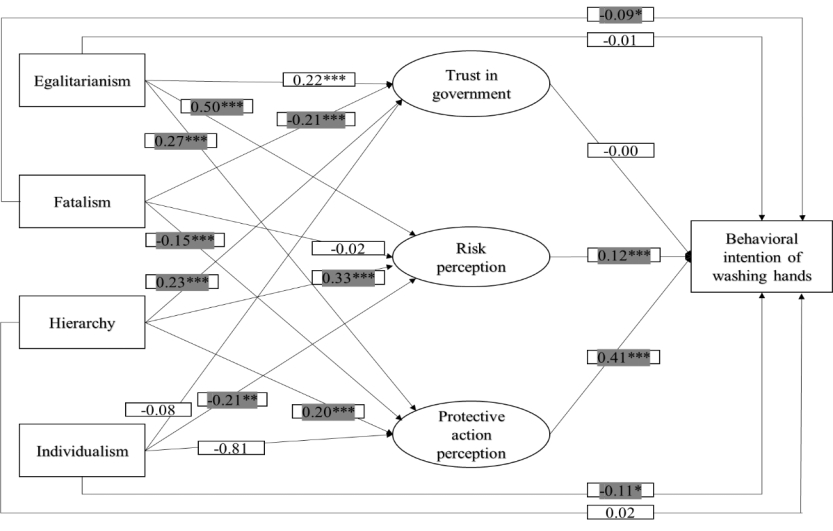 -0.09*
-0.01
Egalitarianism
0.22***
Trust in
government
0.50***
-0.21***
0.27***
-0.00
Fatalism
-0.15***
-0.02
Risk
perception
0.12***
Behavioral
intention of
washing hands
0.23***
0.33***
Hierarchy
0.41***
-0.08
-0.21**
0.20***
Protective
action
perception
Individualism
-0.81
-0.11*
0.02